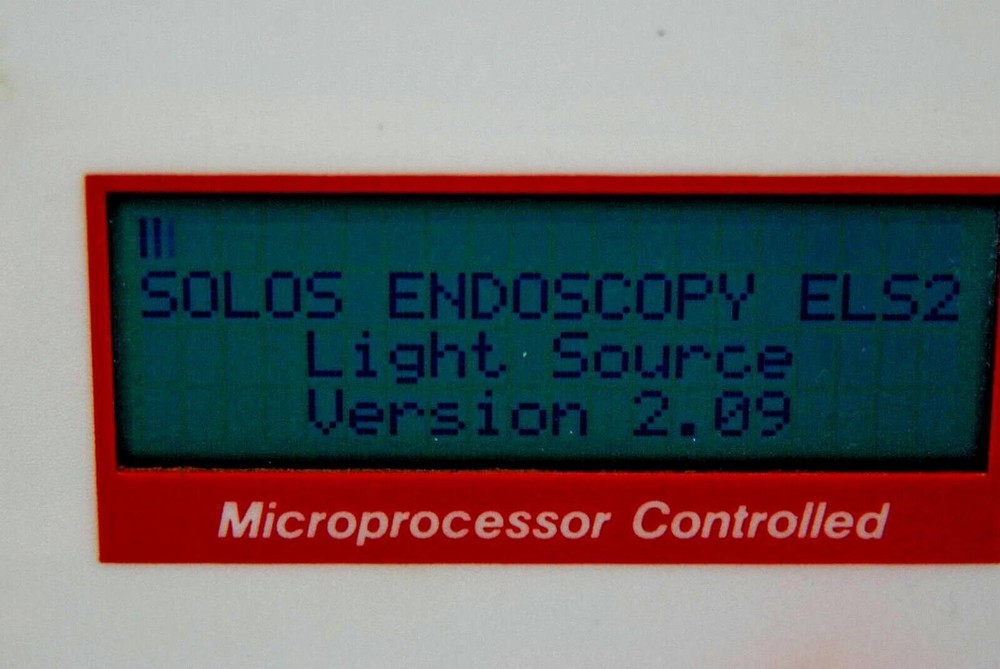 SOLOS ENDOSCOPY ELS2
Light Source
Version 2.09
Microprocessor Controlled